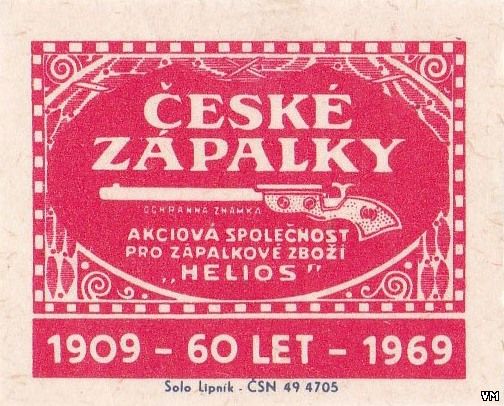 ČESKÉ
ZÁPALKY
OCHRANNÁ ZNÁMKA
AKCIOVÁ SPOLEČNOST
PRO ZÁPALKOVÉ ZBOŽÍ
„HELIOS"
1909 – 60 LET – 1969
Solo Lipník - ČSN 49 4705
VM